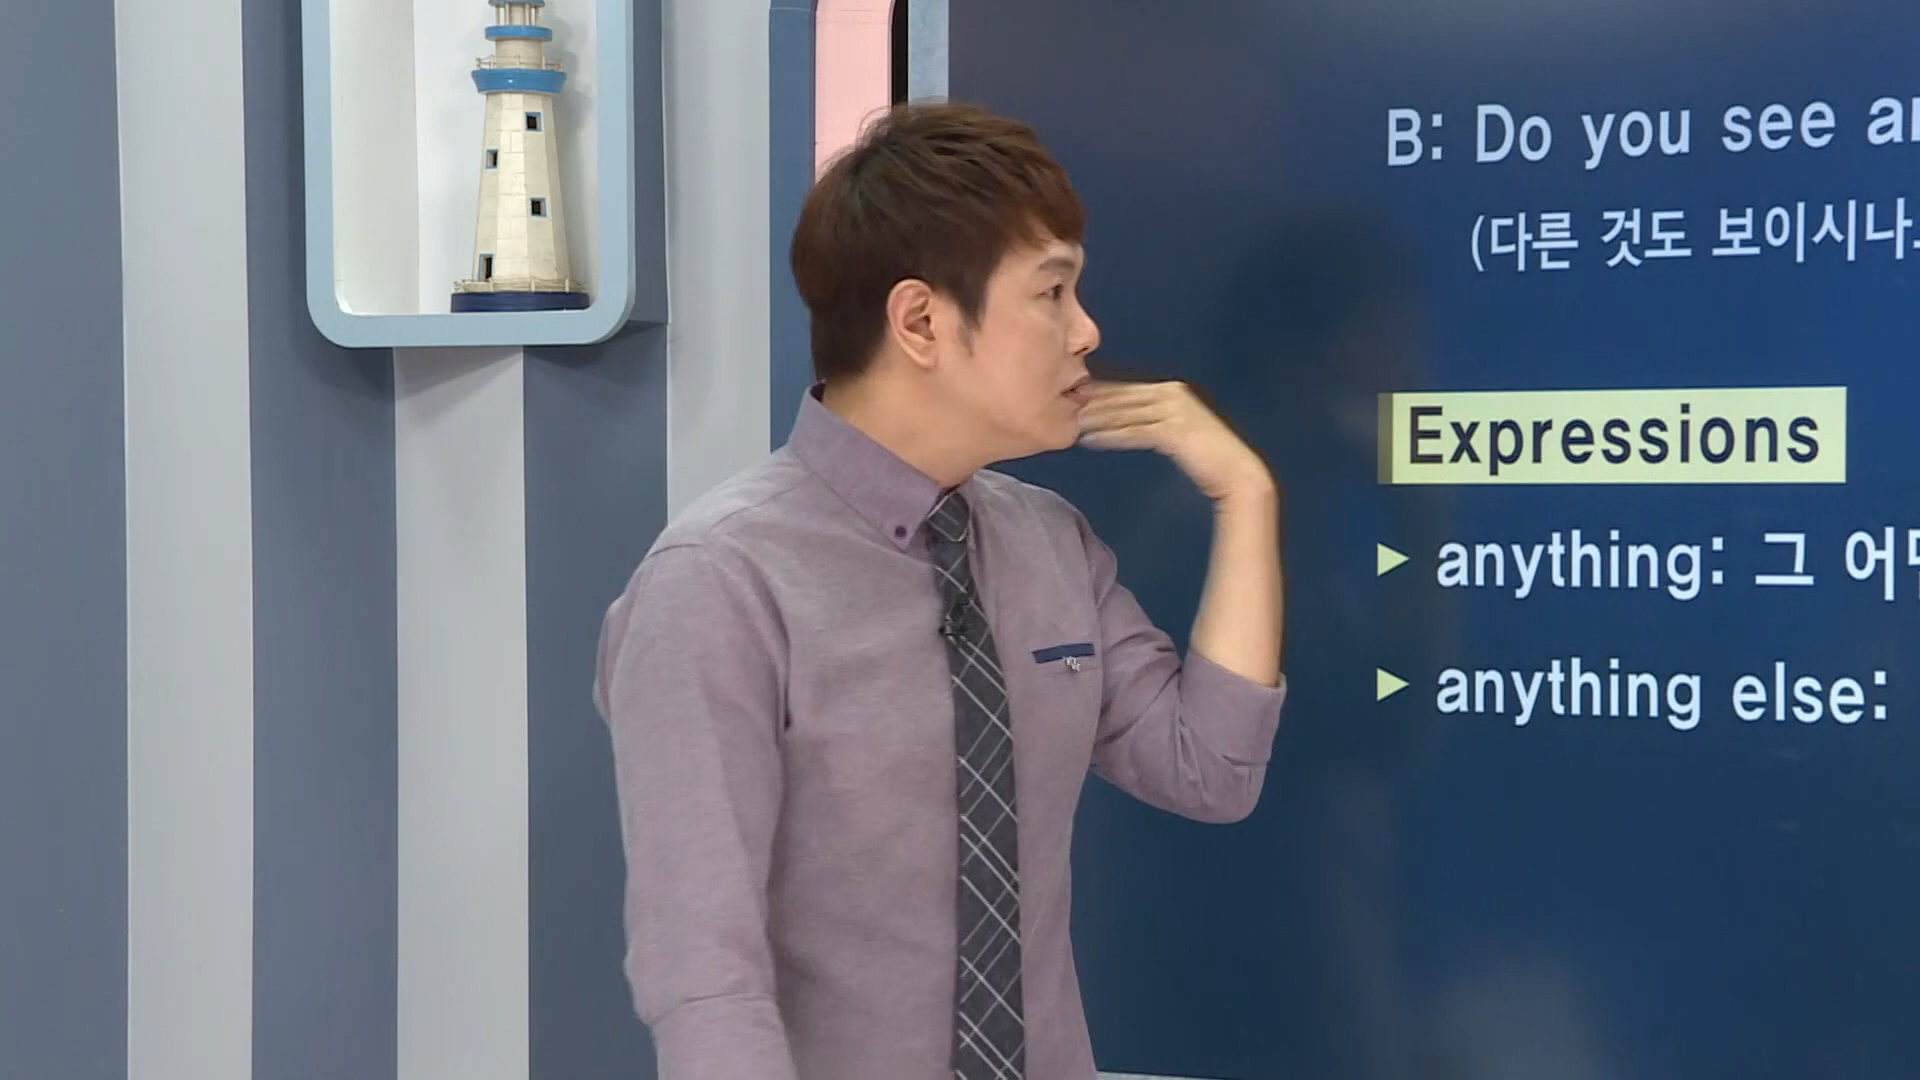 B: Do you see
(다른 것도 보이시나
Expressions
▶ anything: 그
▶ anything else: